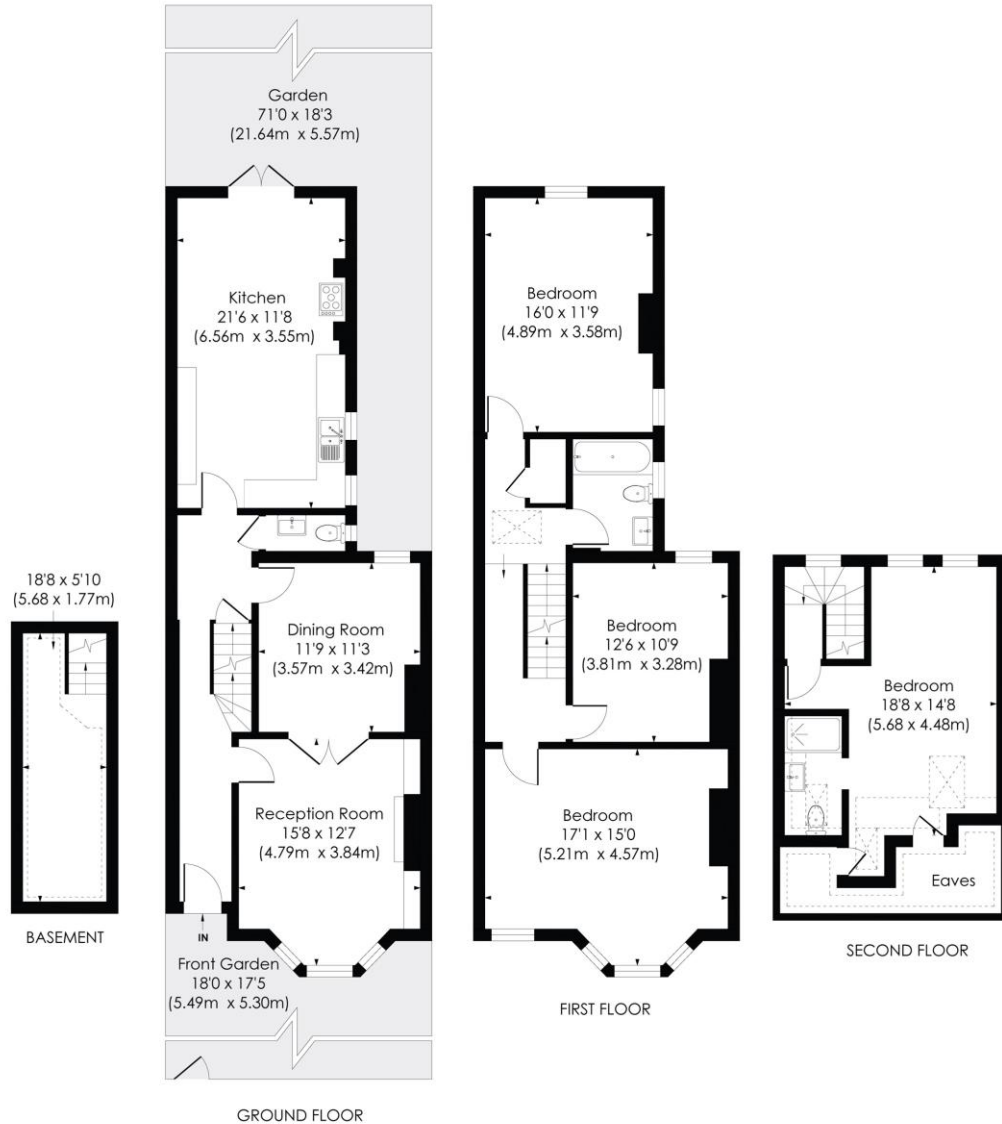 Garden
71'0 x 18'3
(21.64m x 5.57m)
Kitchen
21'6 x 11'8
(6.56m x 3.55m)
Dining Room
11'9 x 11'3
(3.57m x 3.42m)
Reception Room
15'8 x 12'7
(4.79m x 3.84m)
IN
Front Garden
18'0 x 17'5
(5.49m x 5.30m)
GROUND FLOOR
18'8 x 5'10
(5.68 x 1.77m)
BASEMENT
Bedroom
16'0 x 11'9
(4.89m x 3.58m)
Bedroom
12'6 x 10'9
(3.81m x 3.28m)
Bedroom
17'1 x 15'0
(5.21m x 4.57m)
FIRST FLOOR
Bedroom
18'8 x 14'8
(5.68 x 4.48m)
Eaves
SECOND FLOOR